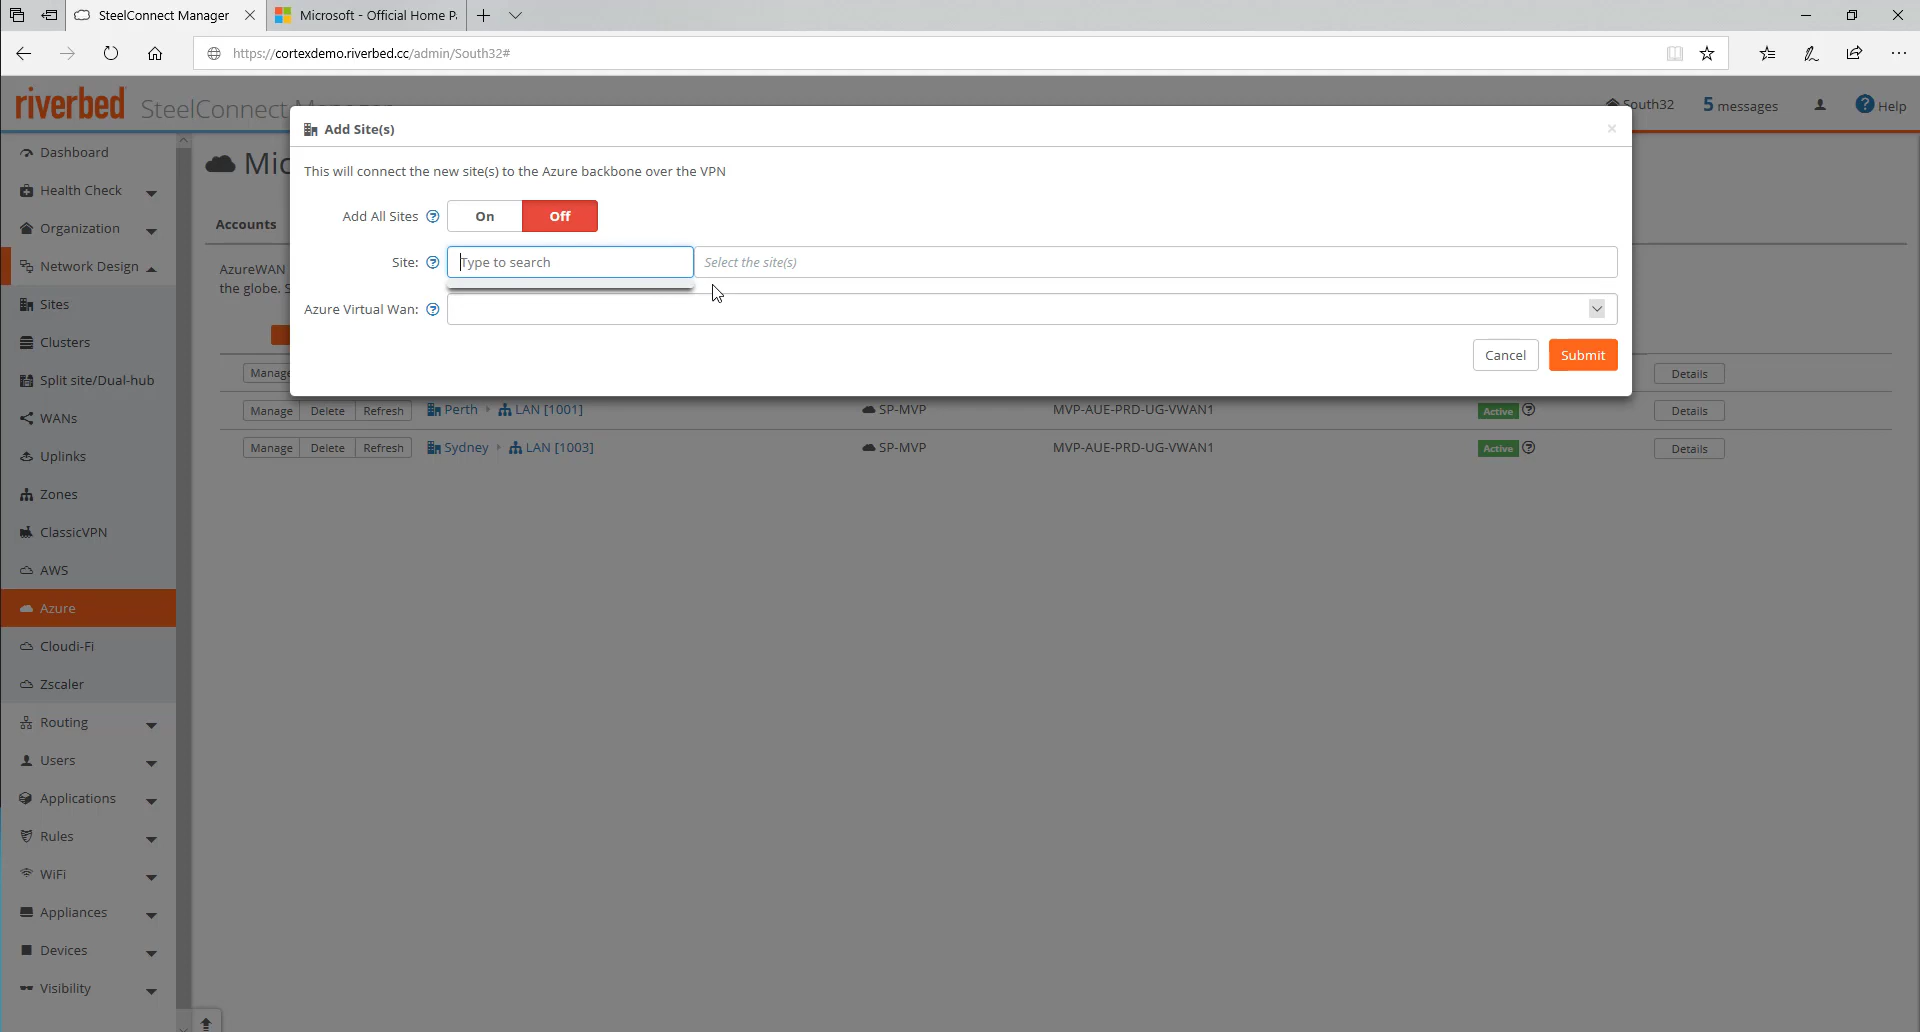 SteelConnect Manager
Microsoft - Official Home P
https://cortexdemo.riverbed.cc/admin/South32#
riverbed SteelConnect Manager
South32
5 messages
Help
Dashboard
Health Check
Organization
Network Design
Sites
Clusters
Split site/Dual-hub
WANs
Uplinks
Zones
ClassicVPN
AWS
Azure
Cloudi-Fi
Zscaler
Routing
Users
Applications
Rules
WiFi
Appliances
Devices
Visibility
Mic
Accounts
AzureWAN
the globe. S
Add Site(s)
This will connect the new site(s) to the Azure backbone over the VPN
Add All Sites On Off
Site: Type to search Select the site(s)
Azure Virtual Wan:
Cancel Submit
Manage Details
Manage Delete Refresh Perth LAN [1001] SP-MVP MVP-AUE-PRD-UG-VWAN1 Active Details
Manage Delete Refresh Sydney LAN [1003] SP-MVP MVP-AUE-PRD-UG-VWAN1 Active Details